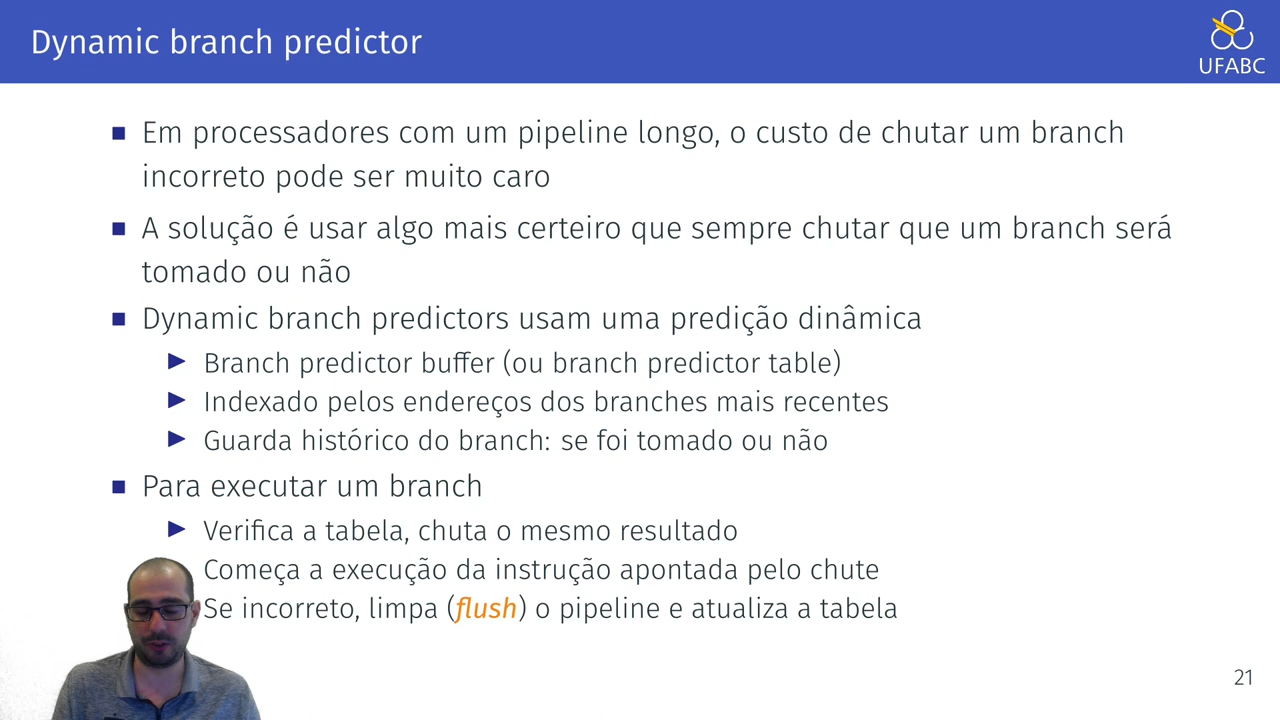 Dynamic branch predictor
UFABC
Em processadores com um pipeline longo, o custo de chutar um branch
incorreto pode ser muito caro
A solução é usar algo mais certeiro que sempre chutar que um branch será
tomado ou não
Dynamic branch predictors usam uma predição dinâmica
Branch predictor buffer (ou branch predictor table)
Indexado pelos endereços dos branches mais recentes
Guarda histórico do branch: se foi tomado ou não
Para executar um branch
Verifica a tabela, chuta o mesmo resultado
Começa a execução da instrução apontada pelo chute
Se incorreto, limpa (flush) o pipeline e atualiza a tabela
21